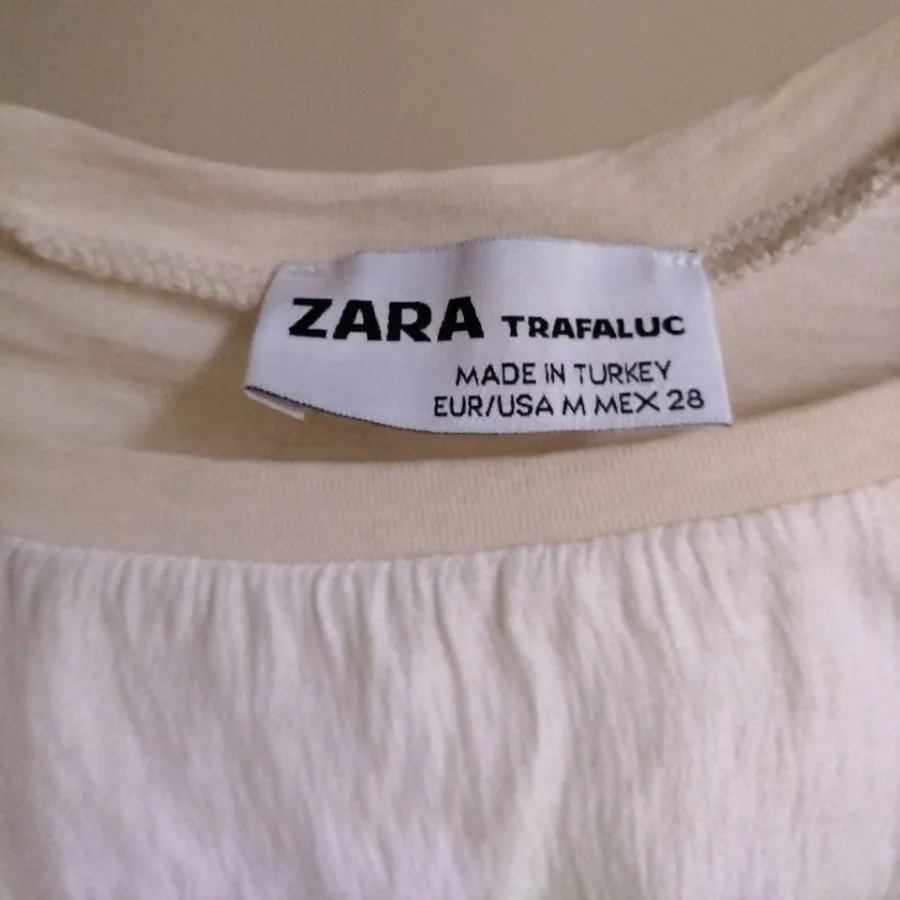 ZARA TRAFALUC
MADE IN TURKEY
EUR/USA M MEX 28